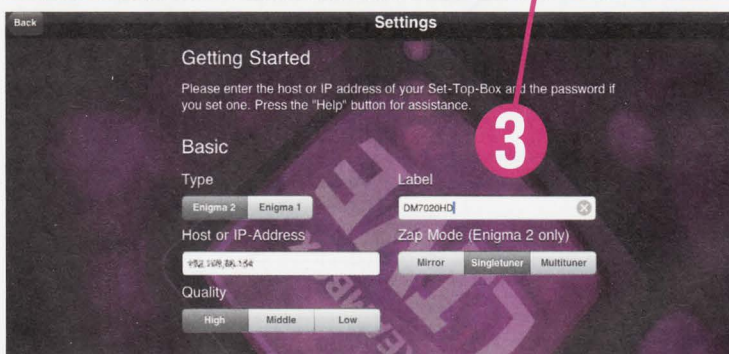 Back
Settings
Getting Started
Please enter the host or IP address of your Set-Top-Box and the password if
you set one. Press the "Help" button for assistance.
3
Basic
Type
Label
Enigma 2
Enigma 1
DM7020HD
Host or IP-Address
Zap Mode (Enigma 2 only)
Mirror
Singletuner
Multituner
Quality
High
Middle
Low
LIVE